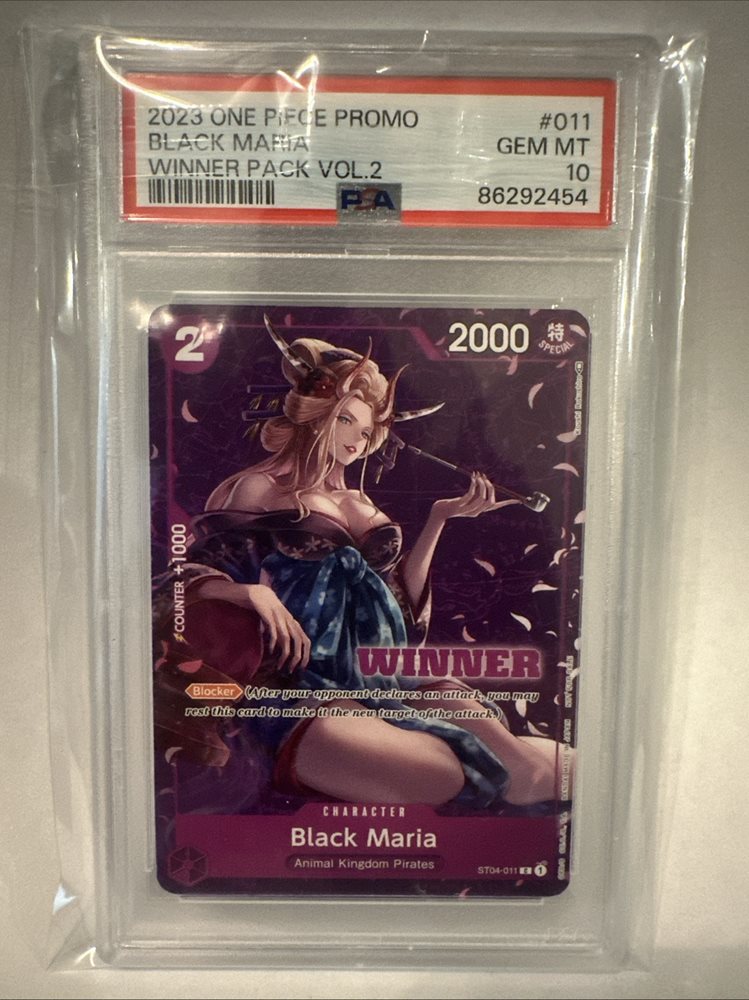 2023 ONE PIECE PROMO #011
BLACK MARIA GEM MT
WINNER PACK VOL.2 10
PSA 86292454
2 2000 特
SPECIAL
COUNTER +1000
WINNER
Blocker (After your opponent declares an attack, you may
rest this card to make it the new target of the attack.)
CHARACTER
Black Maria
Animal Kingdom Pirates
ST04-011 C 1